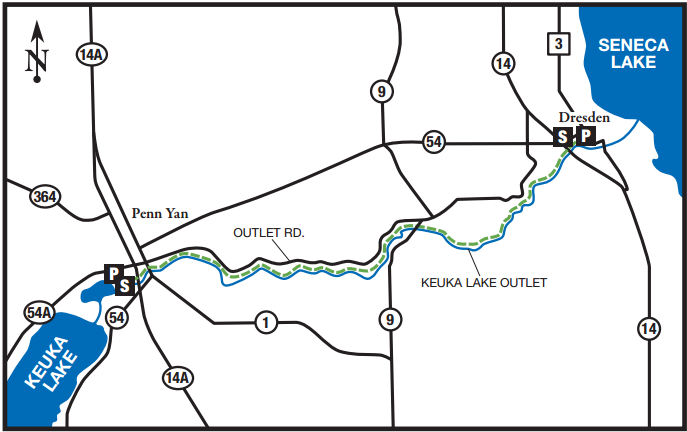 N
14A
9
14
3
SENECA
LAKE
Dresden
S P
54
364
Penn Yan
OUTLET RD.
P
S
KEUKA LAKE OUTLET
54A
54
1
9
14
KEUKA
LAKE
14A